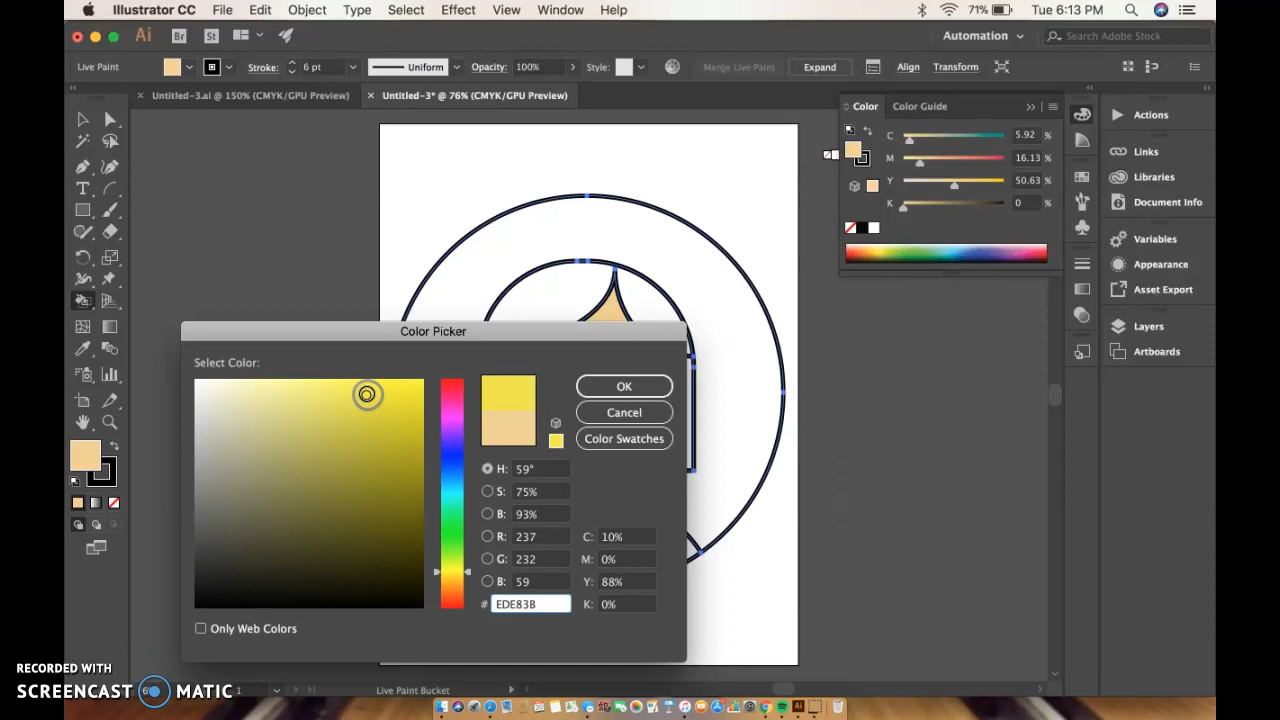 Illustrator CC File Edit Object Type Select Effect View Window Help 71% Tue 6:13 PM
Ai Br St Automation Search Adobe Stock
Live Paint Stroke: 6 pt Uniform Opacity: 100% Style: Merge Live Paint Expand Align Transform
Untitled-3.ai @ 150% (CMYK/GPU Preview) Untitled-3* @ 76% (CMYK/GPU Preview)
Color Color Guide
C 5.92 %
M 16.13 %
Y 50.63 %
K 0 %
Actions
Links
Libraries
Document Info
Variables
Appearance
Asset Export
Layers
Artboards
Color Picker
Select Color:
OK
Cancel
Color Swatches
H: 59°
S: 75%
B: 93%
R: 237 C: 10%
G: 232 M: 0%
B: 59 Y: 88%
# EDE83B K: 0%
Only Web Colors
RECORDED WITH
SCREENCAST MATIC
1 Live Paint Bucket